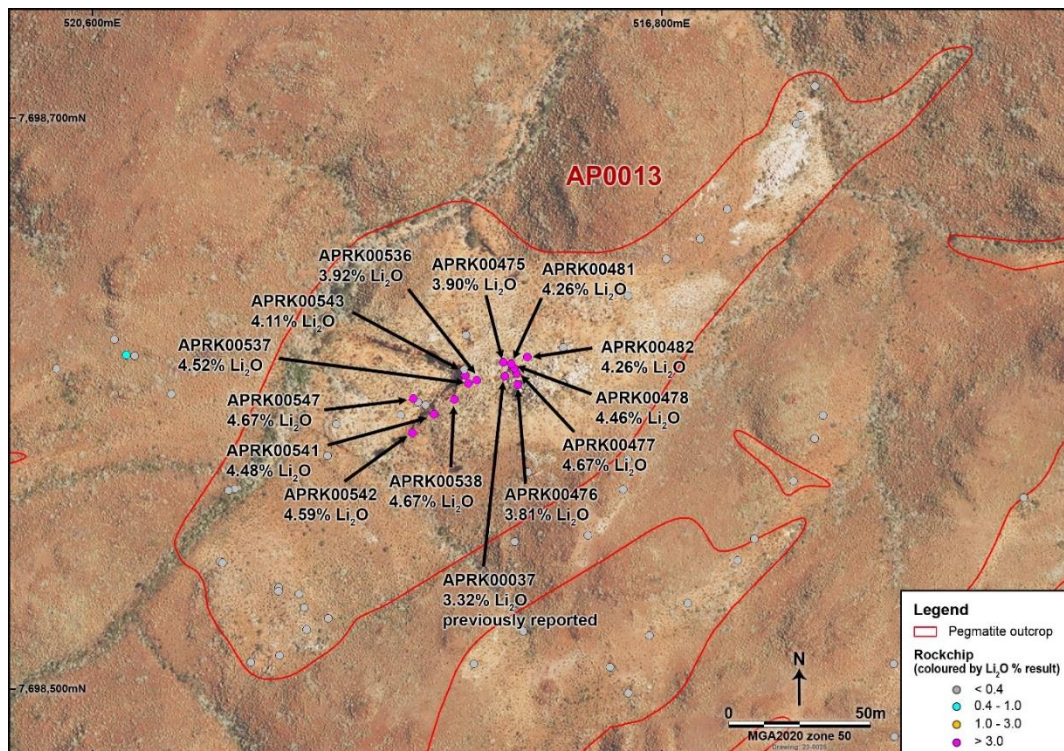 520,600mE
516,800mE
7,698,700mN
AP0013
APRK00536
3.92% Li₂O
APRK00475
3.90% Li₂O
APRK00481
4.26% Li₂O
APRK00543
4.11% Li₂O
APRK00537
4.52% Li₂O
APRK00482
4.26% Li₂O
APRK00547
4.67% Li₂O
APRK00478
4.46% Li₂O
APRK00541
4.48% Li₂O
APRK00477
4.67% Li₂O
APRK00542
4.59% Li₂O
APRK00538
4.67% Li₂O
APRK00476
3.81% Li₂O
APRK00037
3.32% Li₂O
previously reported
7,698,500mN
N
0 50m
MGA2020 zone 50
Legend
Pegmatite outcrop
Rockchip
(coloured by Li₂O % result)
< 0.4
0.4 - 1.0
1.0 - 3.0
> 3.0